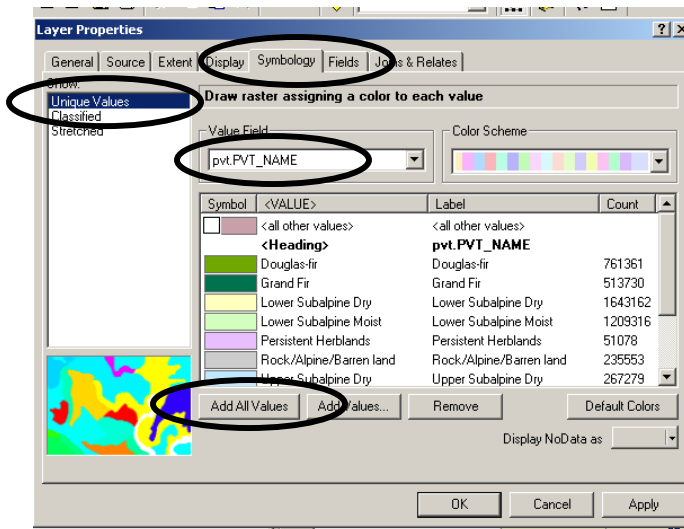 Layer Properties
General Source Extent Display Symbology Fields Joins & Relates
Show:
Unique Values
Classified
Stretched
Draw raster assigning a color to each value
Value Field
Color Scheme
pvt.PVT_NAME
Symbol <VALUE> Label Count
<all other values> <all other values>
<Heading> pvt.PVT_NAME
Douglas-fir Douglas-fir 761361
Grand Fir Grand Fir 513730
Lower Subalpine Dry Lower Subalpine Dry 1643162
Lower Subalpine Moist Lower Subalpine Moist 1209316
Persistent Herblands Persistent Herblands 51078
Rock/Alpine/Barren land Rock/Alpine/Barren land 235553
Upper Subalpine Dry Upper Subalpine Dry 267279
Add All Values Add Values... Remove Default Colors
Display NoData as
OK Cancel Apply